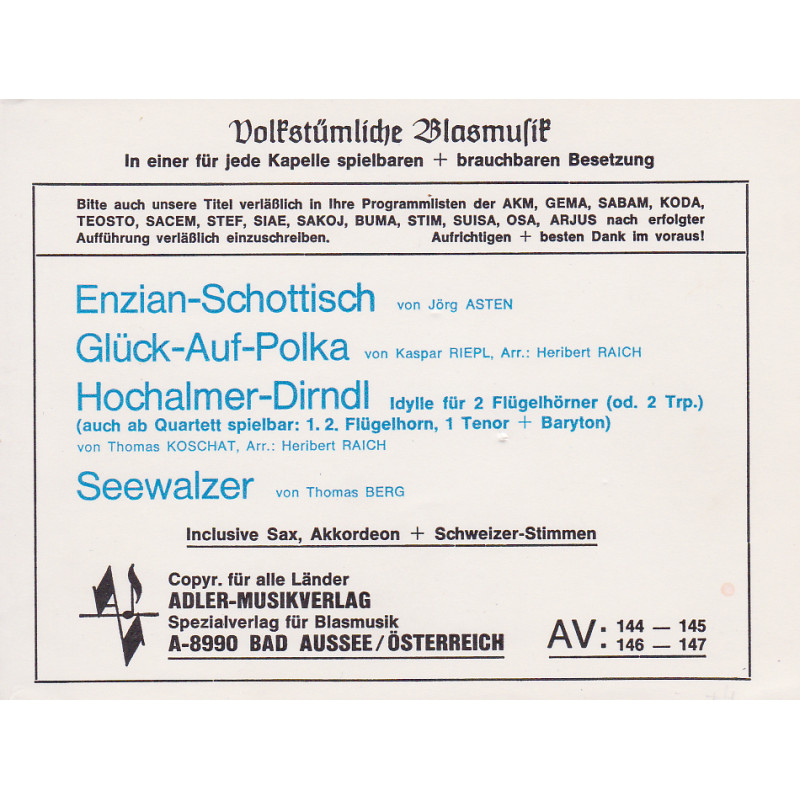 Volkstümliche Blasmusik
In einer für jede Kapelle spielbaren + brauchbaren Besetzung
Bitte auch unsere Titel verläßlich in Ihre Programmlisten der AKM, GEMA, SABAM, KODA,
TEOSTO, SACEM, STEF, SIAE, SAKOJ, BUMA, STIM, SUISA, OSA, ARJUS nach erfolgter
Aufführung verläßlich einzuschreiben. Aufrichtigen + besten Dank im voraus!
Enzian-Schottisch von Jörg ASTEN
Glück-Auf-Polka von Kaspar RIEPL, Arr.: Heribert RAICH
Hochalmer-Dirndl Idylle für 2 Flügelhörner (od. 2 Trp.)
(auch ab Quartett spielbar: 1. 2. Flügelhorn, 1 Tenor + Baryton)
von Thomas KOSCHAT, Arr.: Heribert RAICH
Seewalzer von Thomas BERG
Inclusive Sax, Akkordeon + Schweizer-Stimmen
Copyr. für alle Länder
ADLER-MUSIKVERLAG
Spezialverlag für Blasmusik
A-8990 BAD AUSSEE/ÖSTERREICH
AV: 144 — 145
146 — 147